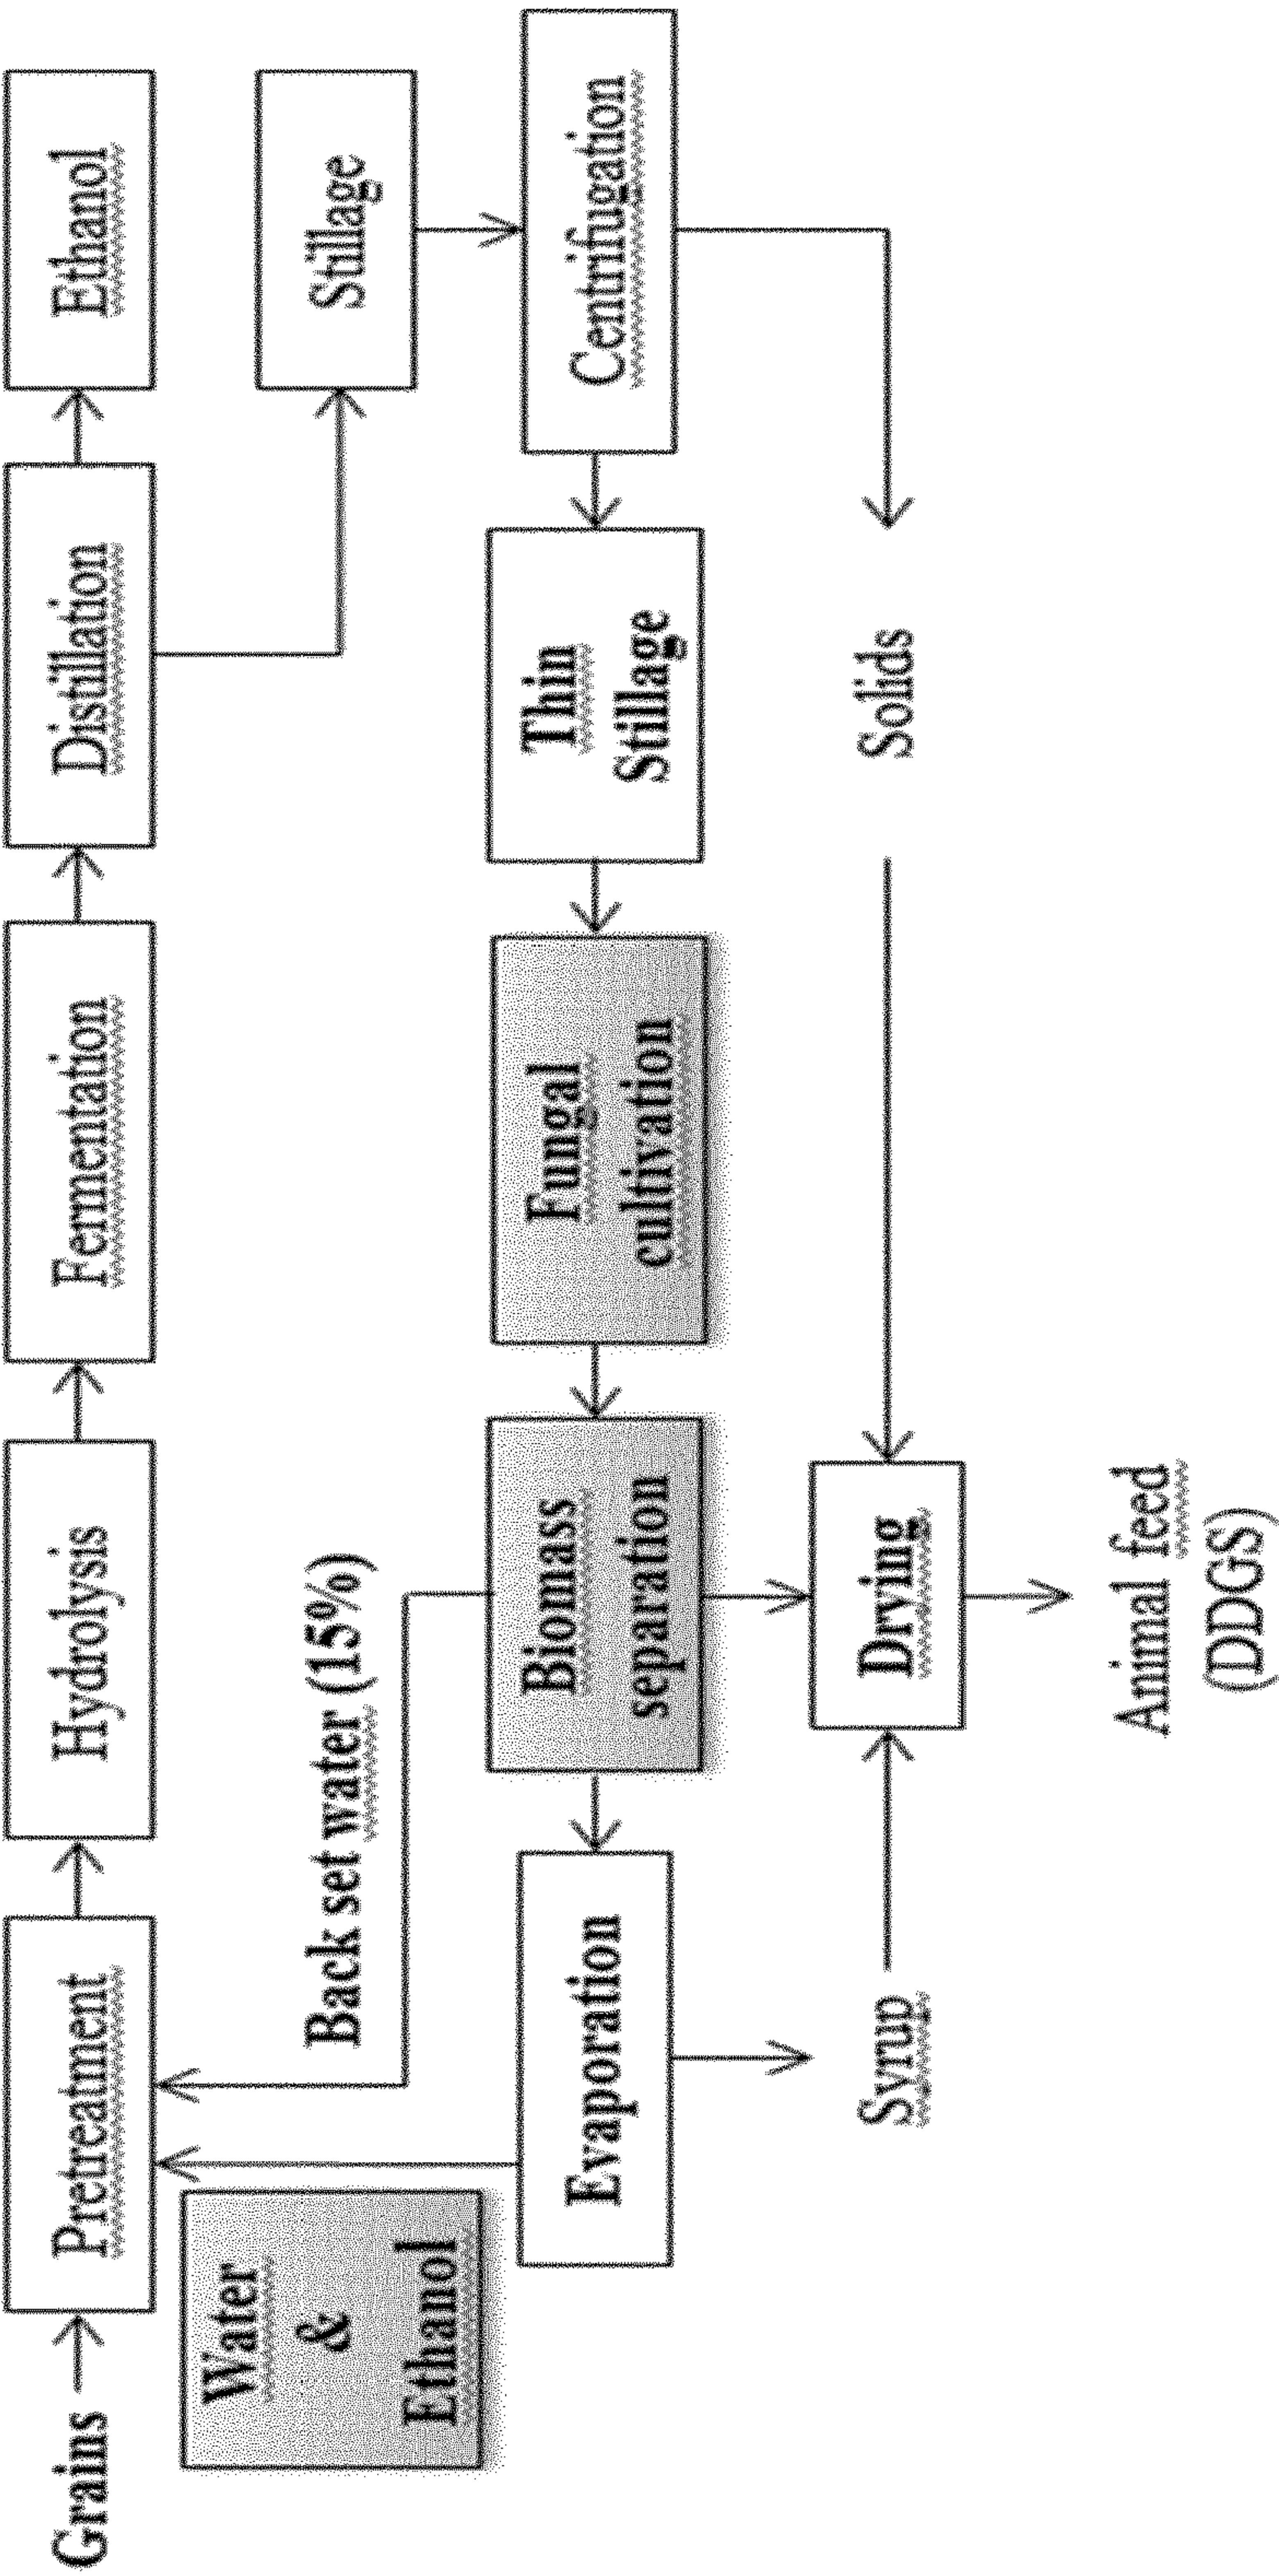 Grains
Pretreatment
Hydrolysis
Fermentation
Distillation
Ethanol
Water
&
Ethanol
Back set water (15%)
Stillage
Evaporation
Biomass
separation
Fungal
cultivation
Thin
Stillage
Centrifugation
Syrup
Drying
Solids
Animal feed
(DDGS)